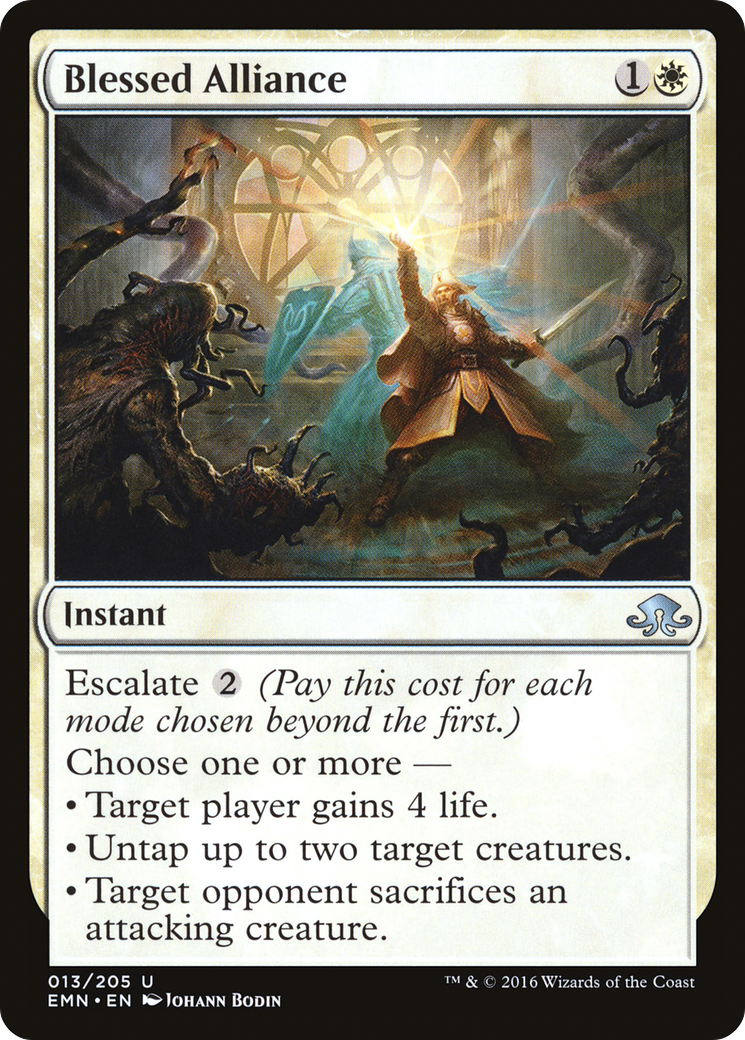 Blessed Alliance 1
Instant
Escalate 2 (Pay this cost for each
mode chosen beyond the first.)
Choose one or more —
• Target player gains 4 life.
• Untap up to two target creatures.
• Target opponent sacrifices an
attacking creature.
013/205 U
EMN • EN Johann Bodin
™ & © 2016 Wizards of the Coast